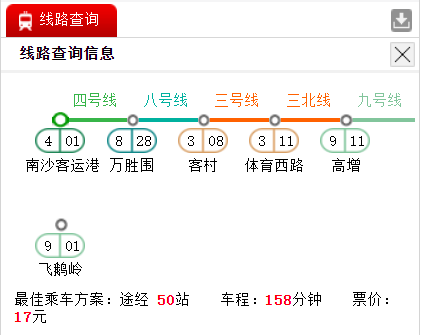 线路查询
线路查询信息
四号线 八号线 三号线 三北线 九号线
4 01 8 28 3 08 3 11 9 11
南沙客运港 万胜围 客村 体育西路 高增
9 01
飞鹅岭
最佳乘车方案：途经 50站 车程：158分钟 票价：
17元